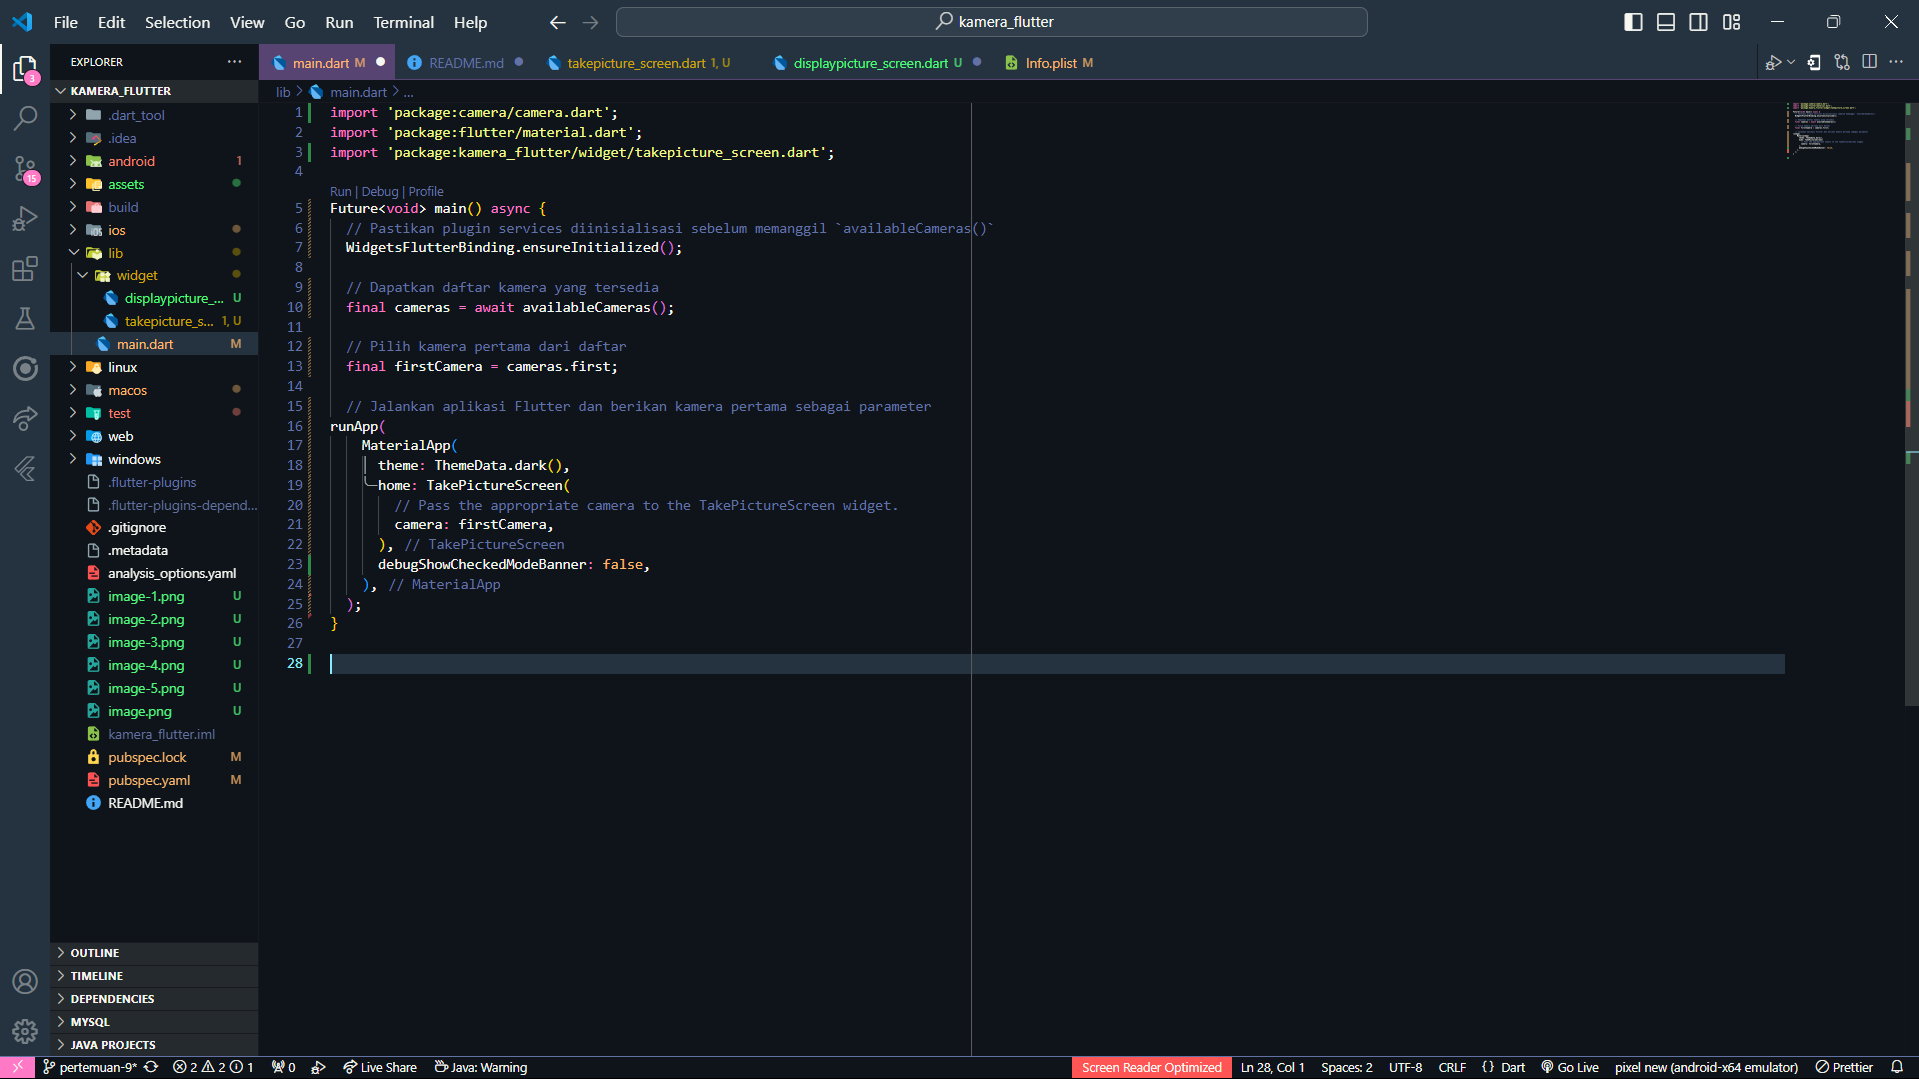 File Edit Selection View Go Run Terminal Help
kamera_flutter
EXPLORER
3
15
KAMERA_FLUTTER
.dart_tool
.idea
android 1
assets
build
ios
lib
widget
displaypicture_... U
takepicture_s... 1, U
main.dart M
linux
macos
test
web
windows
.flutter-plugins
.flutter-plugins-depend...
.gitignore
.metadata
analysis_options.yaml
image-1.png U
image-2.png U
image-3.png U
image-4.png U
image-5.png U
image.png U
kamera_flutter.iml
pubspec.lock M
pubspec.yaml M
README.md
OUTLINE
TIMELINE
DEPENDENCIES
MYSQL
JAVA PROJECTS
main.dart M README.md takepicture_screen.dart 1, U displaypicture_screen.dart U Info.plist M
lib > main.dart > ...
1 import 'package:camera/camera.dart';
2 import 'package:flutter/material.dart';
3 import 'package:kamera_flutter/widget/takepicture_screen.dart';
4
Run | Debug | Profile
5 Future<void> main() async {
6 // Pastikan plugin services diinisialisasi sebelum memanggil `availableCameras()`
7 WidgetsFlutterBinding.ensureInitialized();
8
9 // Dapatkan daftar kamera yang tersedia
10 final cameras = await availableCameras();
11
12 // Pilih kamera pertama dari daftar
13 final firstCamera = cameras.first;
14
15 // Jalankan aplikasi Flutter dan berikan kamera pertama sebagai parameter
16 runApp(
17 MaterialApp(
18 theme: ThemeData.dark(),
19 home: TakePictureScreen(
20 // Pass the appropriate camera to the TakePictureScreen widget.
21 camera: firstCamera,
22 ), // TakePictureScreen
23 debugShowCheckedModeBanner: false,
24 ), // MaterialApp
25 );
26 }
27
28
pertemuan-9* 2 2 1 0 Live Share Java: Warning Screen Reader Optimized Ln 28, Col 1 Spaces: 2 UTF-8 CRLF {} Dart Go Live pixel new (android-x64 emulator) Prettier